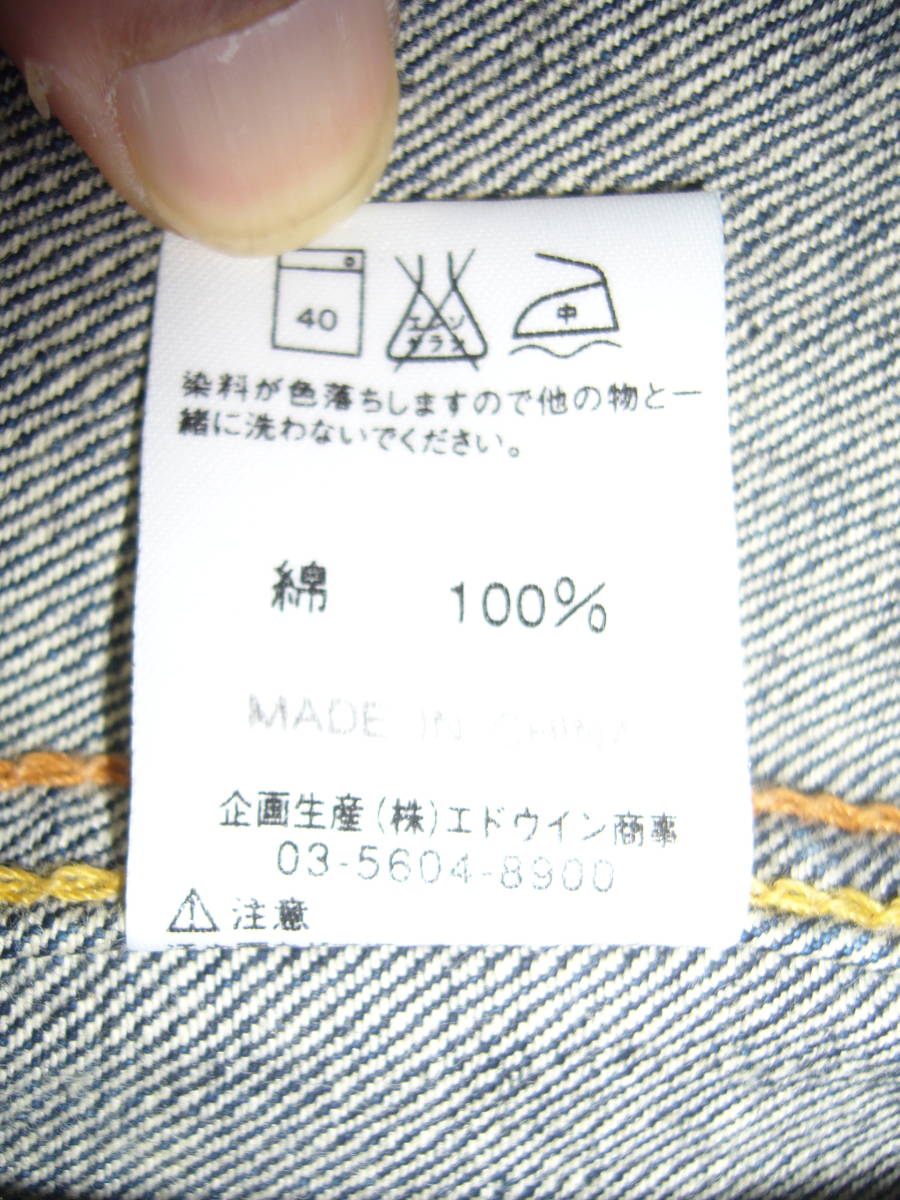 40 エンソ サラシ 中
染料が色落ちしますので他の物と一
緒に洗わないでください。
綿 100%
MADE IN CHINA
企画生産(株)エドウイン商事
03-5604-8900
注意